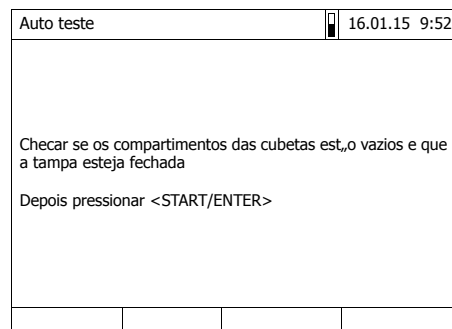 Auto teste 16.01.15 9:52
Checar se os compartimentos das cubetas est„o vazios e que
a tampa esteja fechada
Depois pressionar <START/ENTER>